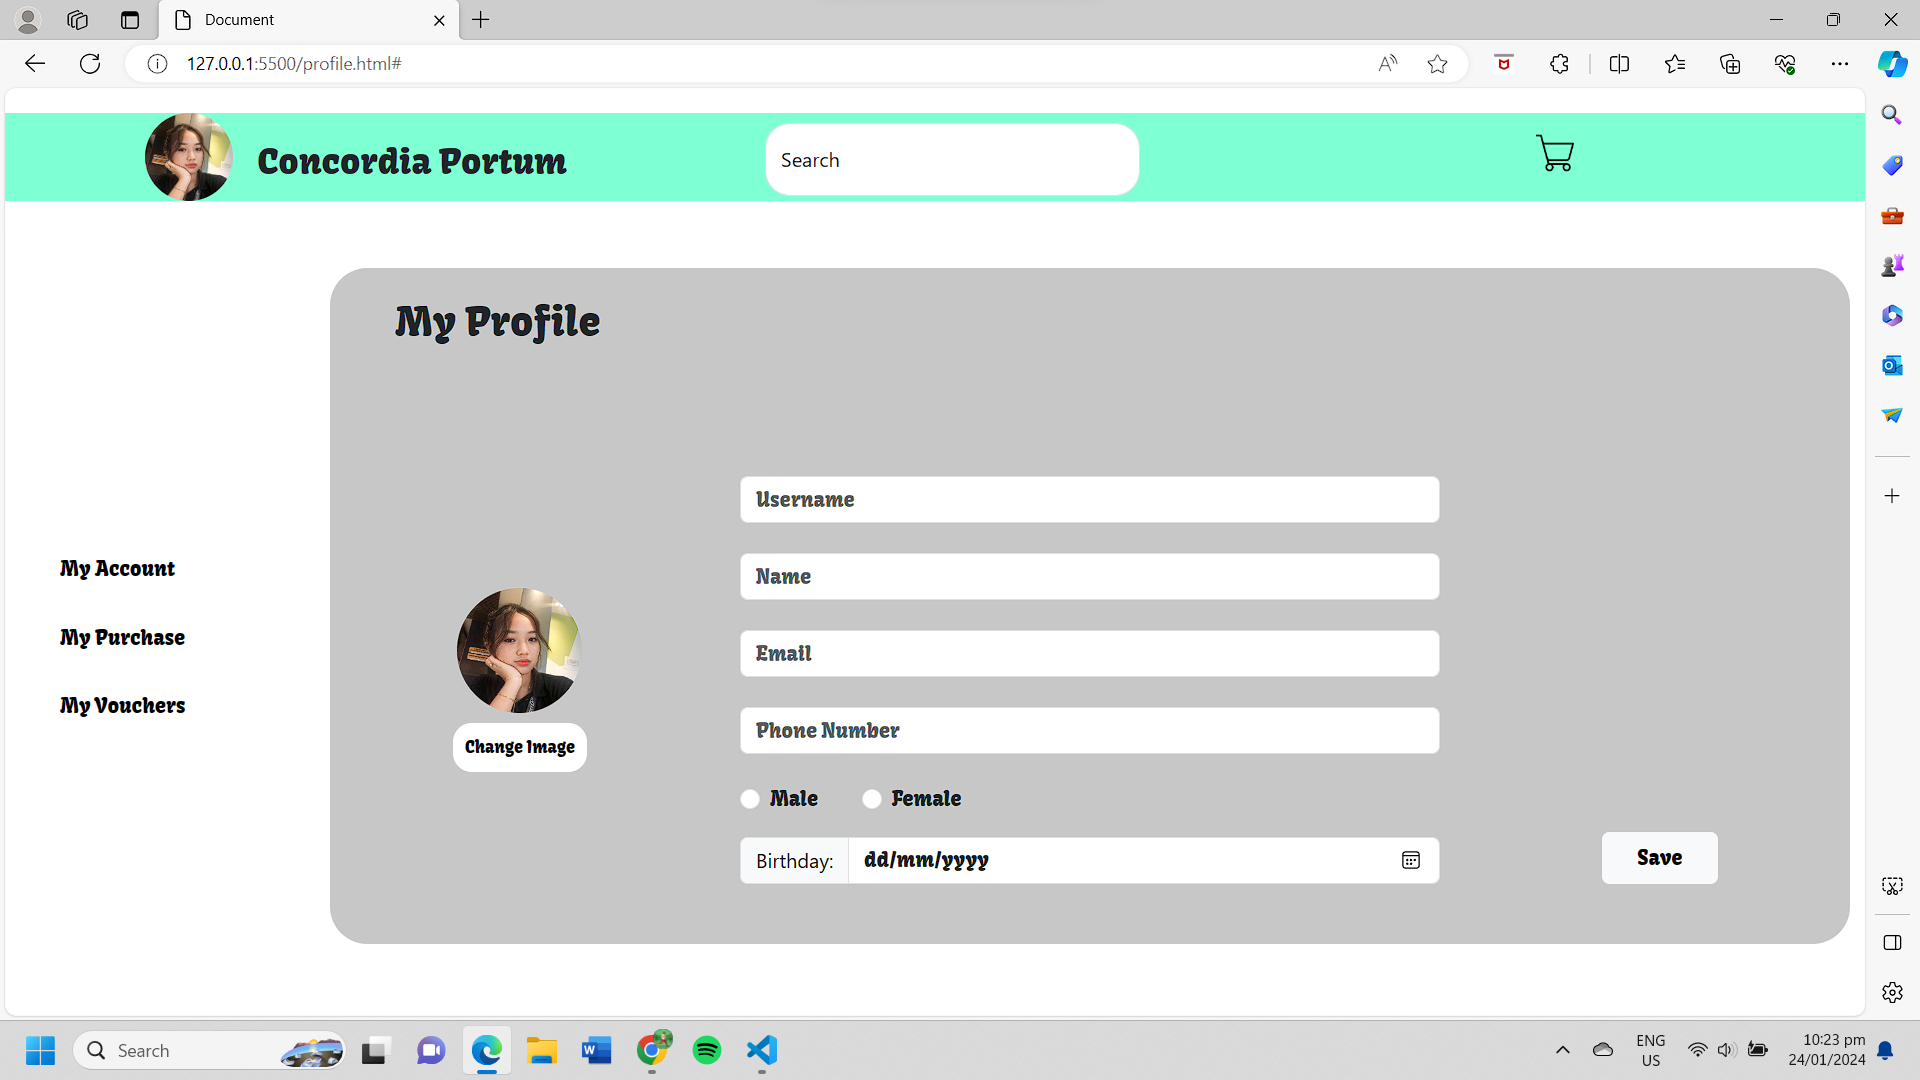 Document
127.0.0.1:5500/profile.html#
Concordia Portum
Search
My Profile
Username
Name
Email
Phone Number
Male Female
Birthday: dd/mm/yyyy
Save
My Account
My Purchase
My Vouchers
Change Image
Search
ENG
US
10:23 pm
24/01/2024